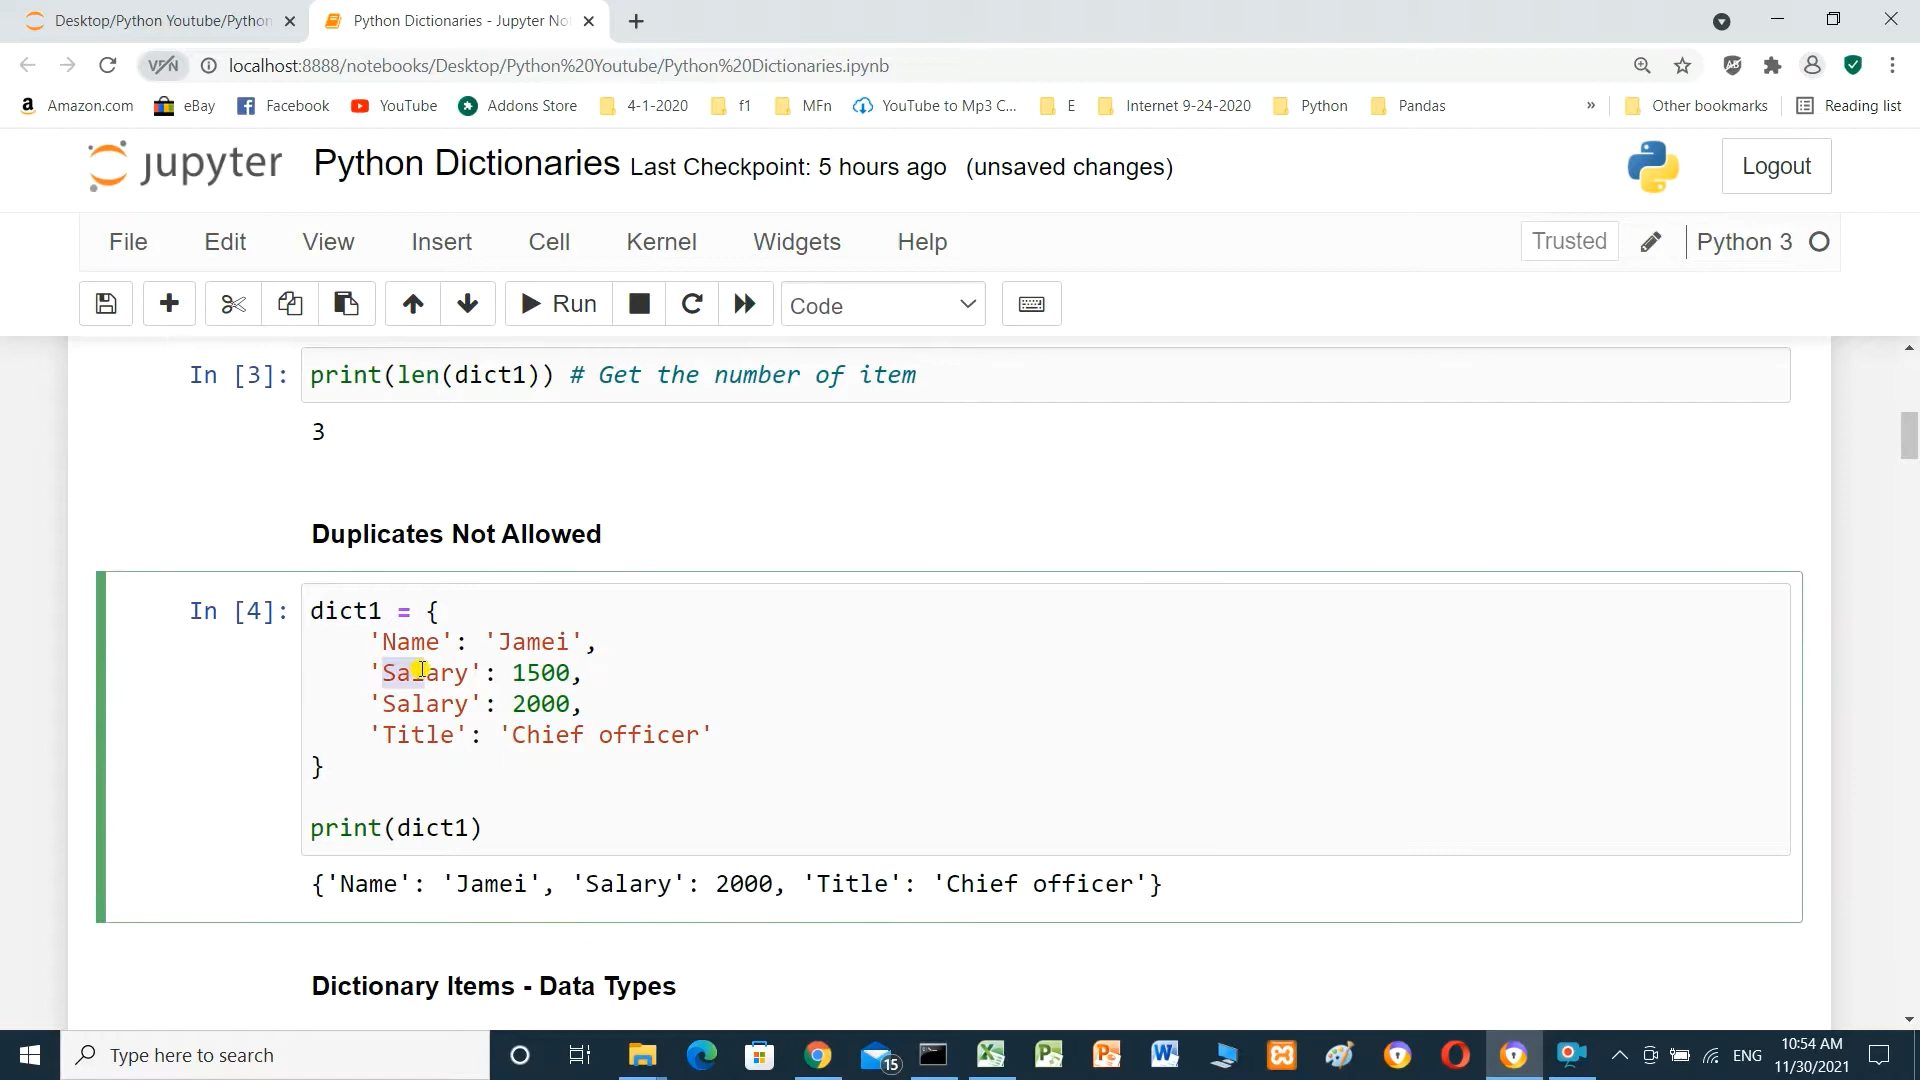 Desktop/Python Youtube/Python
Python Dictionaries - Jupyter No
VPN
localhost:8888/notebooks/Desktop/Python%20Youtube/Python%20Dictionaries.ipynb
Amazon.com eBay Facebook YouTube Addons Store 4-1-2020 f1 MFn YouTube to Mp3 C... E Internet 9-24-2020 Python Pandas » Other bookmarks Reading list
jupyter Python Dictionaries Last Checkpoint: 5 hours ago (unsaved changes) Logout
File Edit View Insert Cell Kernel Widgets Help Trusted Python 3
Run Code
In [3]: print(len(dict1)) # Get the number of item
3
Duplicates Not Allowed
In [4]: dict1 = {
'Name': 'Jamei',
'Salary': 1500,
'Salary': 2000,
'Title': 'Chief officer'
}
print(dict1)
{'Name': 'Jamei', 'Salary': 2000, 'Title': 'Chief officer'}
Dictionary Items - Data Types
Type here to search
15
ENG
10:54 AM
11/30/2021